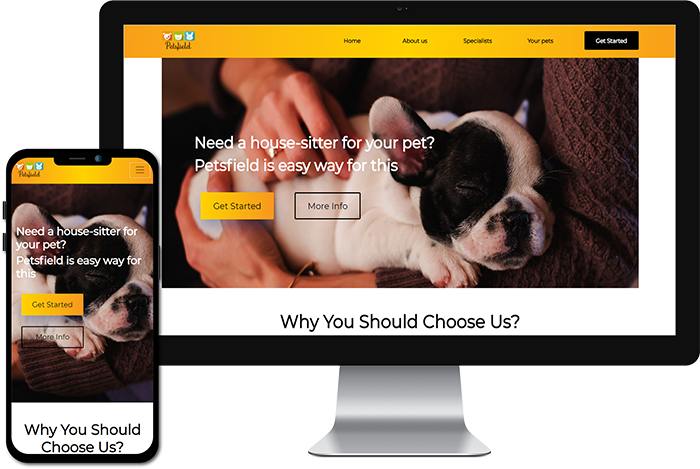 Petsfield
Home
About us
Specialists
Your pets
Get Started
Need a house-sitter for your pet?
Petsfield is easy way for this
Get Started
More Info
Why You Should Choose Us?
Petsfield
Need a house-sitter for
your pet?
Petsfield is easy way for
this
Get Started
More Info
Why You Should
Choose Us?